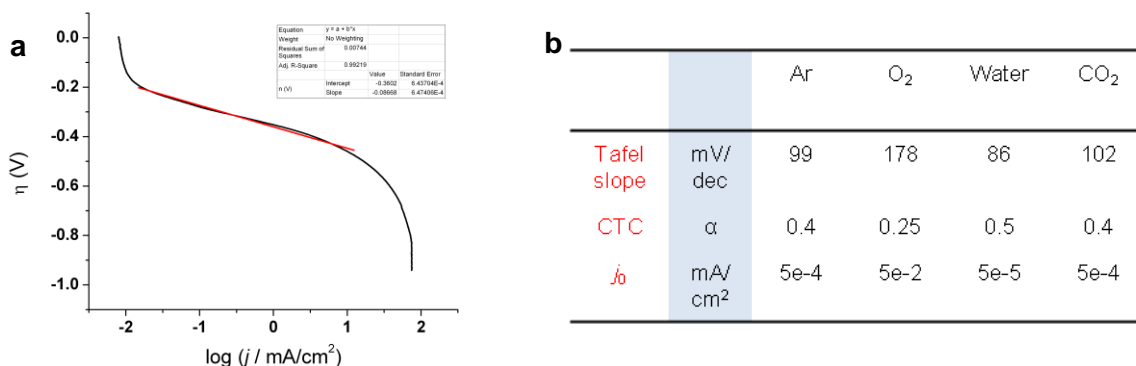 a
Equation y = a + b*x
Weight No Weighting
Residual Sum of Squares 0.00744
Adj. R-Square 0.99219
Value Standard Error
η (V) Intercept -0.3602 6.43704E-4
Slope -0.08668 6.47406E-4
0.0
-0.2
-0.4
-0.6
-0.8
-1.0
η (V)
-2 -1 0 1 2
log (j / mA/cm²)
b
Ar O₂ Water CO₂
Tafel slope mV/ dec 99 178 86 102
CTC α 0.4 0.25 0.5 0.4
j₀ mA/ cm² 5e-4 5e-2 5e-5 5e-4